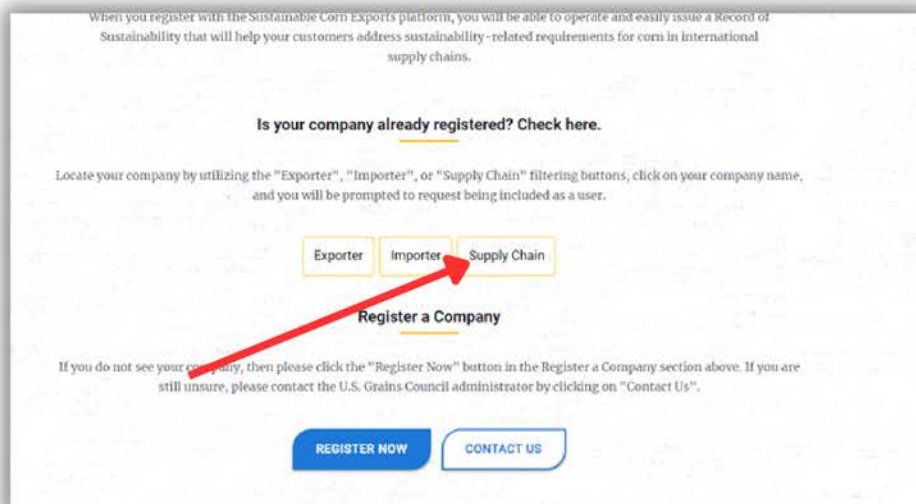 When you register with the Sustainable Corn Exports platform, you will be able to operate and easily issue a Record of
Sustainability that will help your customers address sustainability-related requirements for corn in international
supply chains.
Is your company already registered? Check here.
Locate your company by utilizing the "Exporter", "Importer", or "Supply Chain" filtering buttons, click on your company name,
and you will be prompted to request being included as a user.
Exporter Importer Supply Chain
Register a Company
If you do not see your company, then please click the "Register Now" button in the Register a Company section above. If you are
still unsure, please contact the U.S. Grains Council administrator by clicking on "Contact Us".
REGISTER NOW CONTACT US